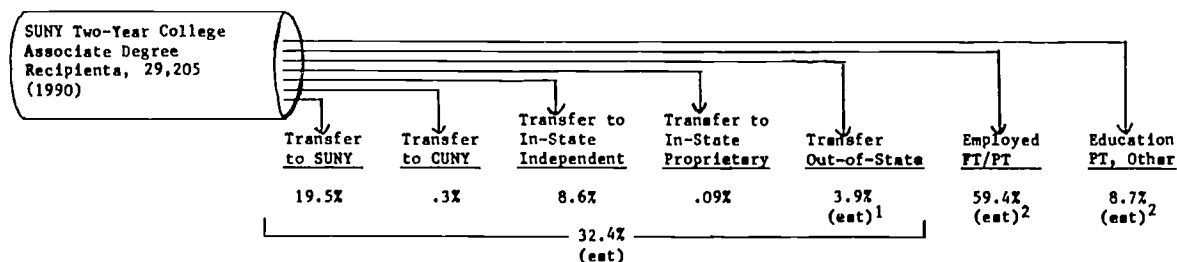 SUNY Two-Year College
Associate Degree
Recipienta, 29,205
(1990)
Transfer
to SUNY
Transfer
to CUNY
Transfer to
In-State
Independent
Transfer to
In-State
Proprietary
Transfer
Out-of-State
Employed
FT/PT
Education
PT, Other
19.5%
.3%
8.6%
.09%
3.9%
(est)1
59.4%
(est)2
8.7%
(est)2
32.4%
(est)